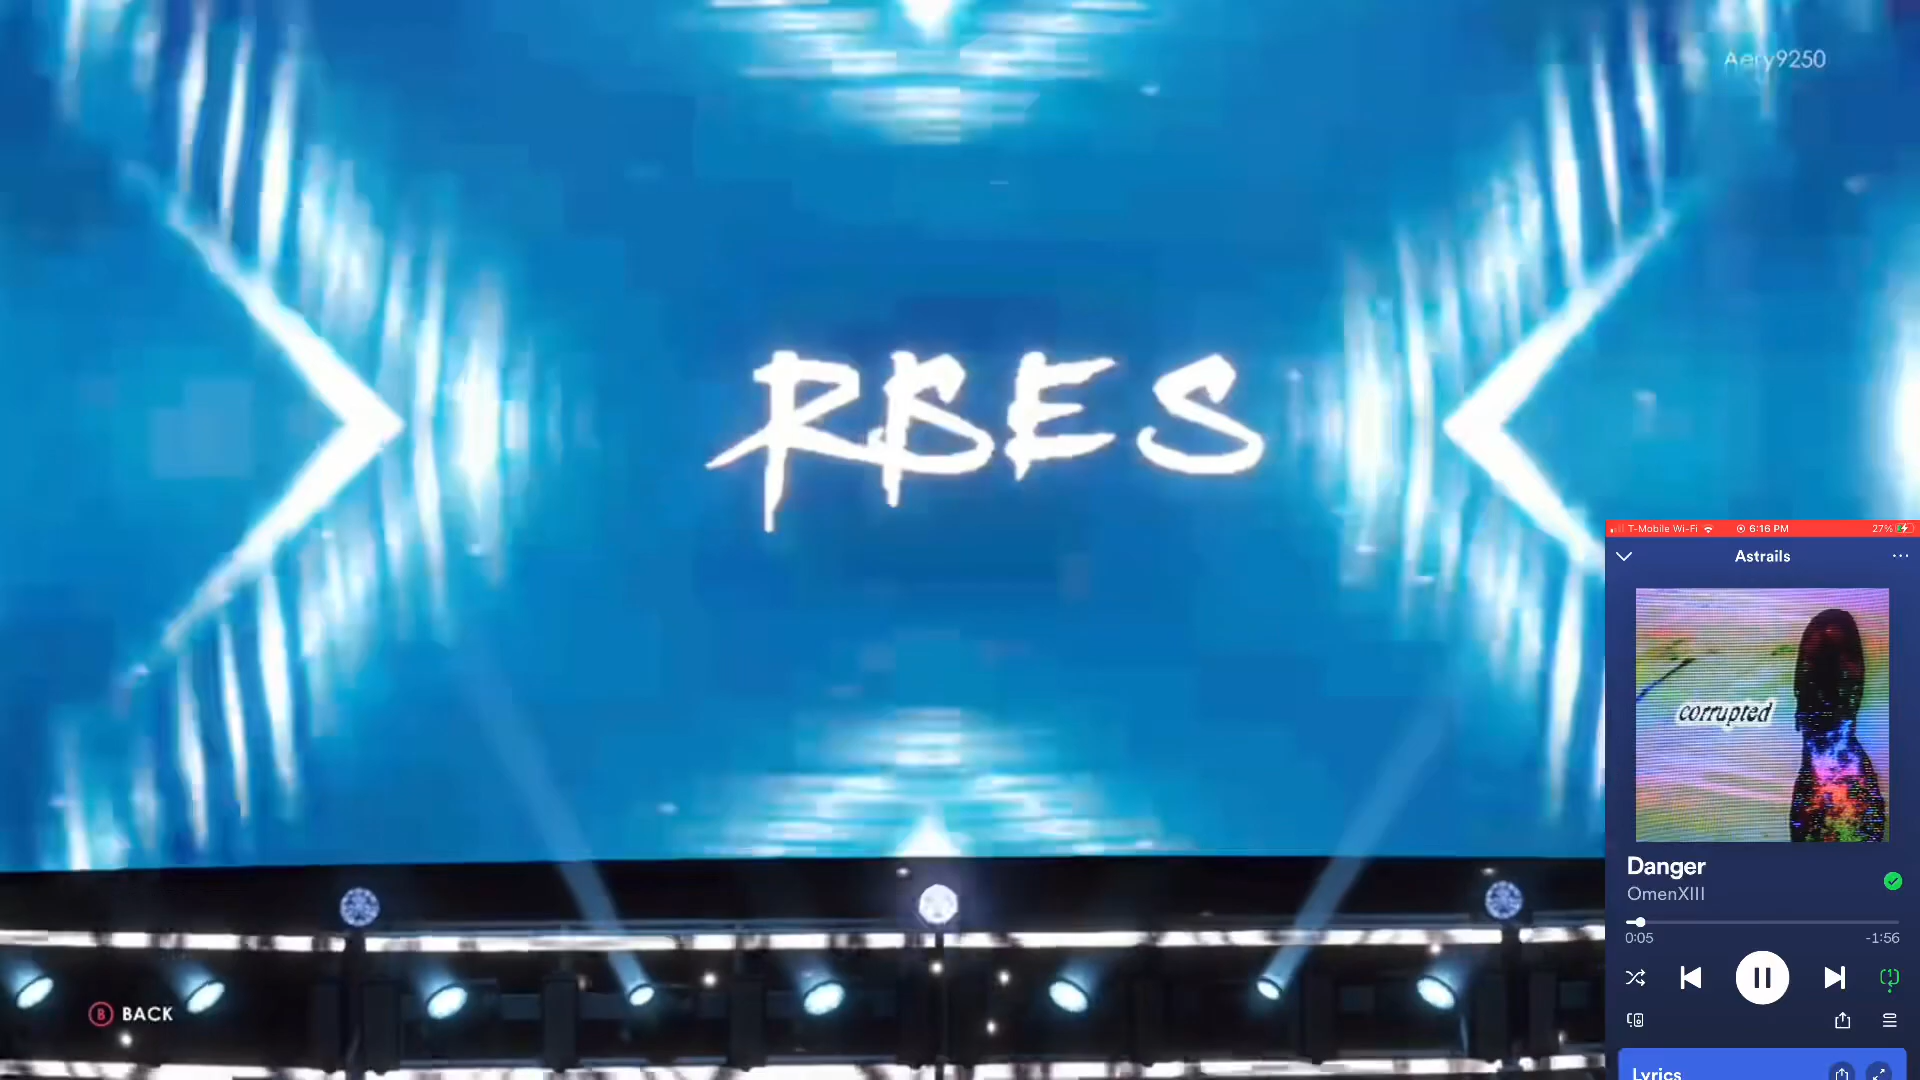 Aery9250
RBES
T-Mobile Wi-Fi
6:16 PM
27%
Astrails
corrupted
Danger
OmenXIII
0:05
-1:56
1
B BACK
Lyrics